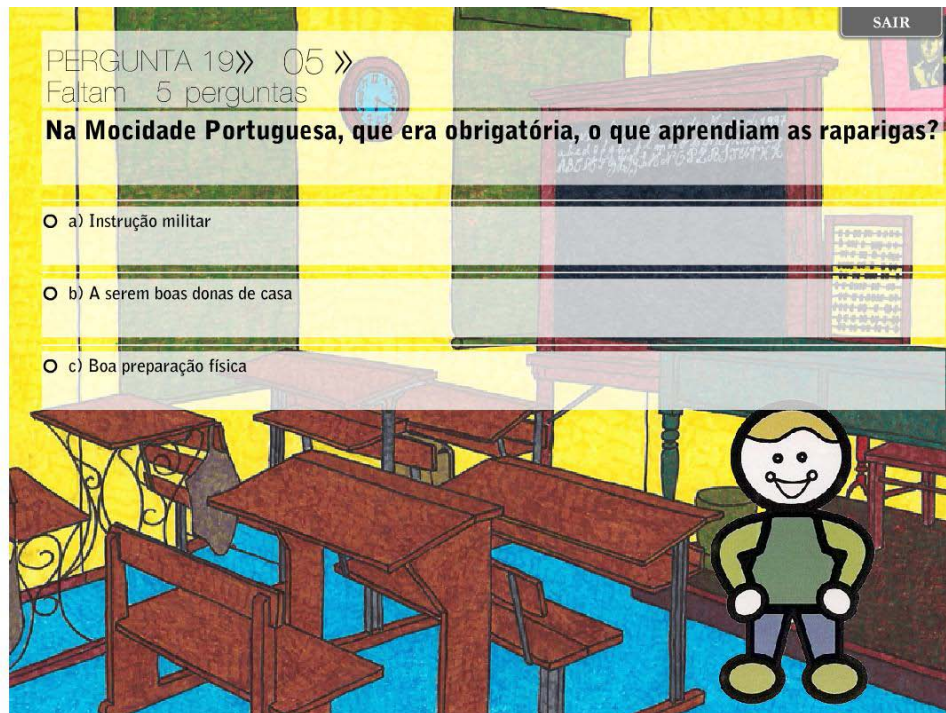 SAIR
PERGUNTA 19» 05 »
Faltam 5 perguntas
Na Mocidade Portuguesa, que era obrigatória, o que aprendiam as raparigas?
a) Instrução militar
b) A serem boas donas de casa
c) Boa preparação física